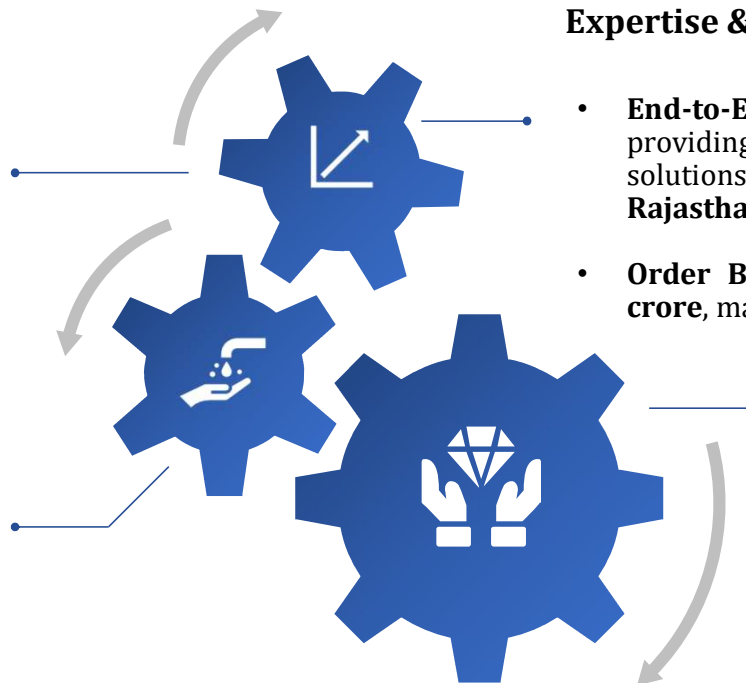 Expertise &
• End-to-E
providing
solutions
Rajastha
• Order B
crore, ma